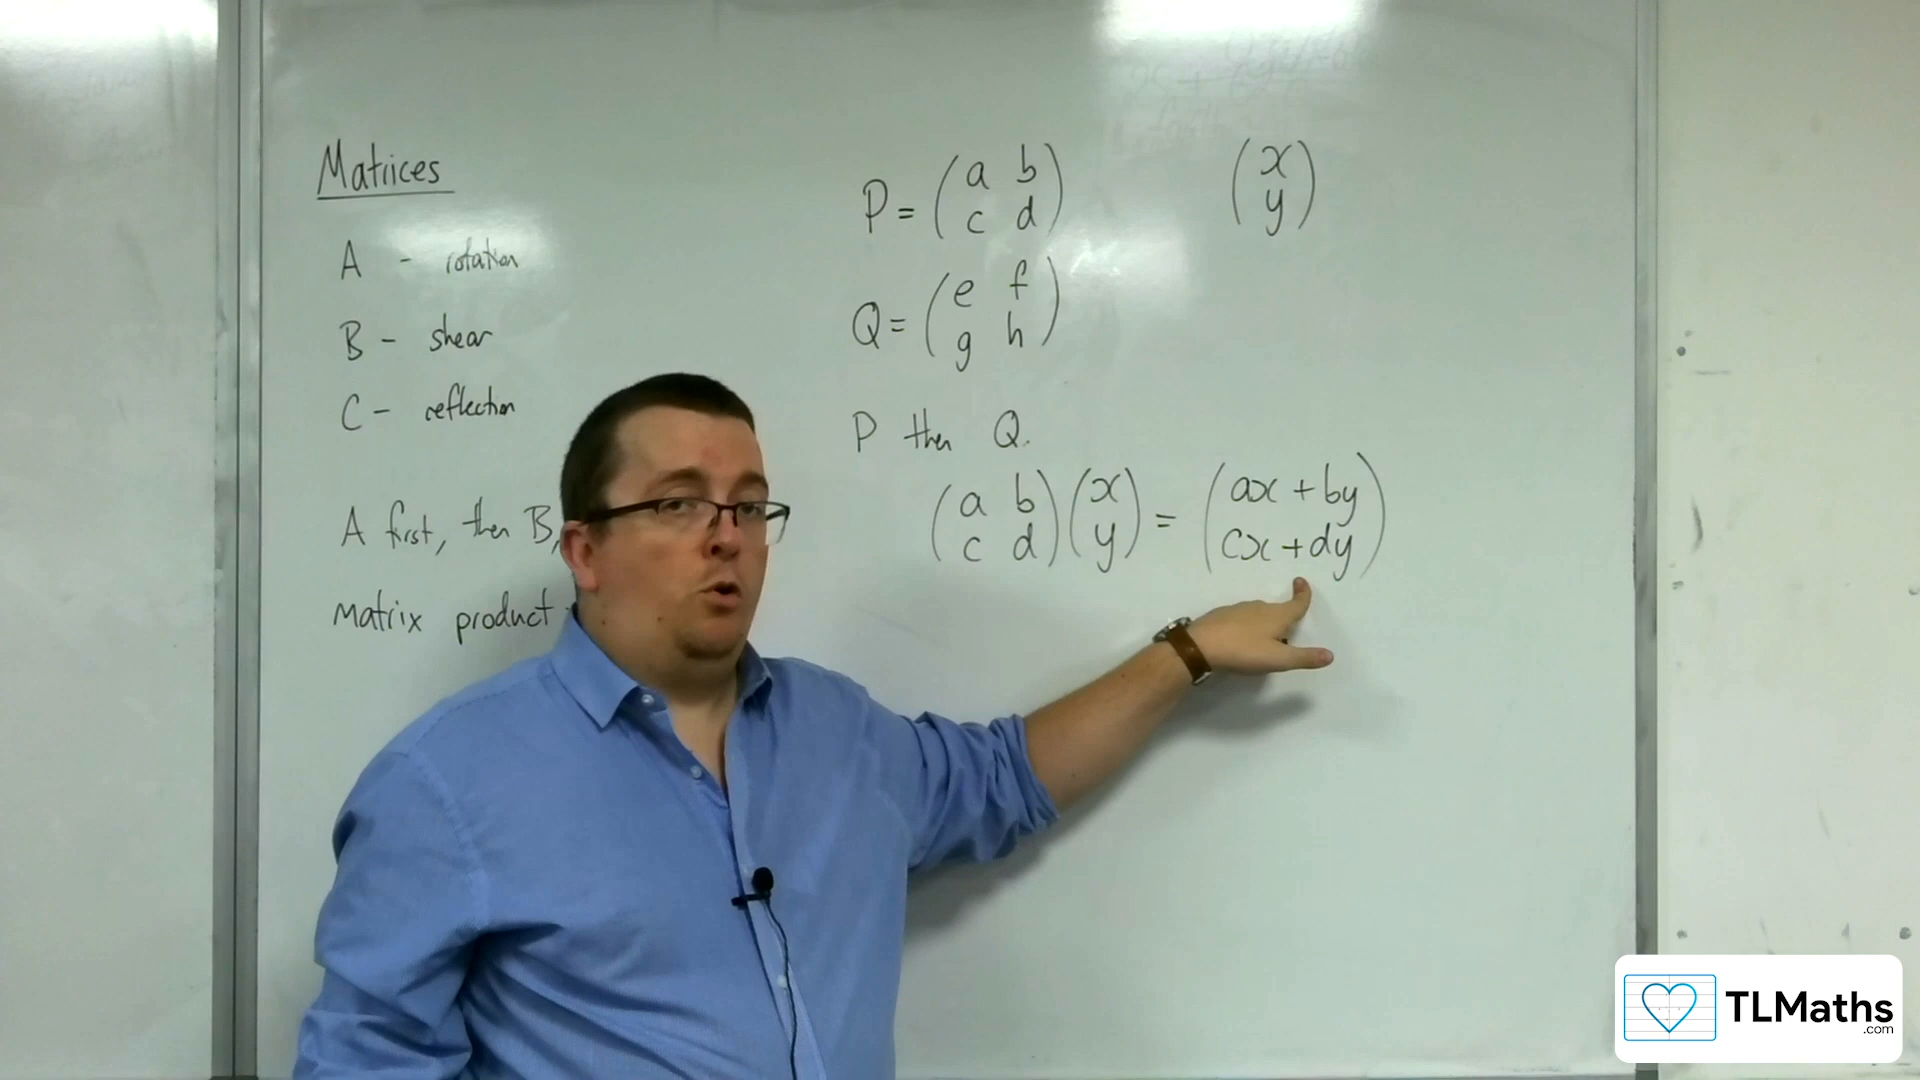 Matrices
A - rotation
B - shear
C - reflection
A first, then B,
Matrix product
P = (a b
c d)
(x
y)
Q = (e f
g h)
P then Q.
(a b
c d)(x
y) = (ax + by
cx + dy)
TLMaths
.com